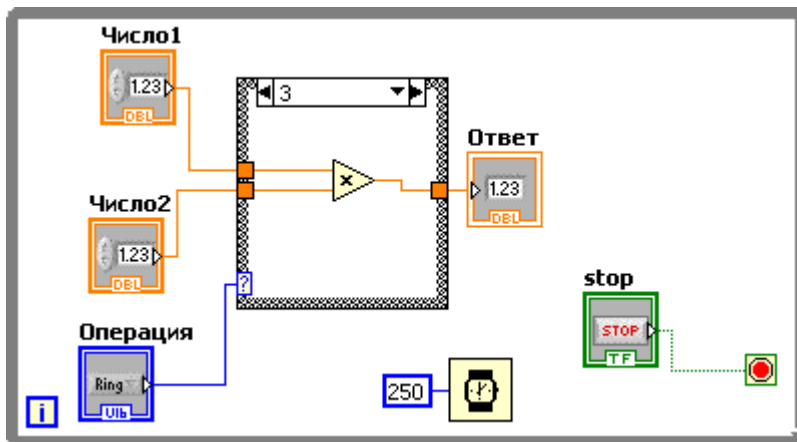 Число1
1.23
DBL
3
x
Ответ
1.23
DBL
Число2
1.23
DBL
?
stop
STOP
TF
Операция
Ring
U16
250
i